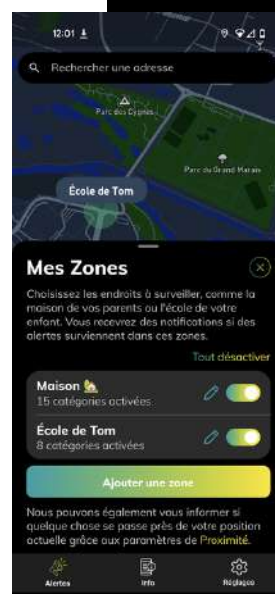 12:01
Rechercher une adresse
Parc des Cygnes
Parc du Grand Marais
École de Tom
Mes Zones
Choisissez les endroits à surveiller, comme la
maison de vos parents ou l'école de votre
enfant. Vous recevrez des notifications si des
alertes surviennent dans ces zones.
Tout désactiver
Maison 🏡
15 catégories activées
École de Tom
8 catégories activées
Ajouter une zone
Nous pouvons également vous informer si
quelque chose se passe près de votre position
actuelle grâce aux paramètres de Proximité.
Alertes
Info
Réglages